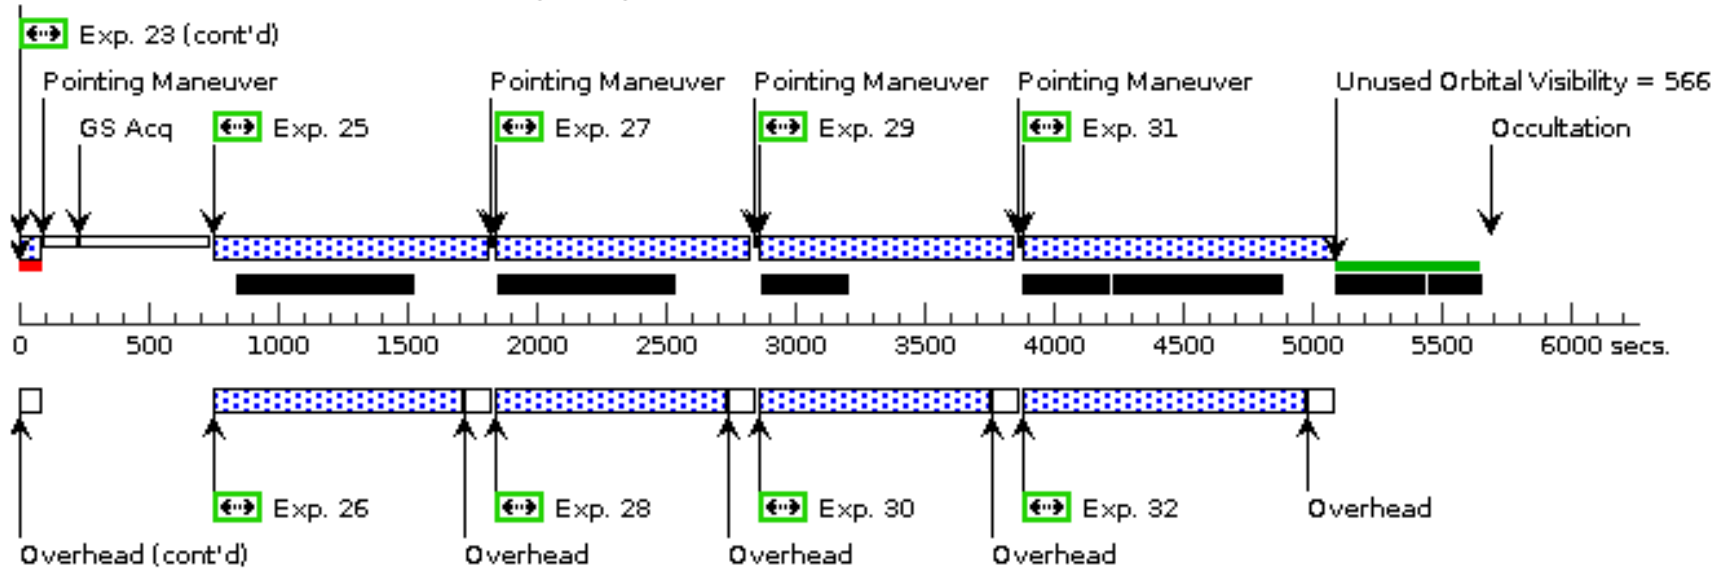 Exp. 23 (cont'd)
Pointing Maneuver Pointing Maneuver Pointing Maneuver Pointing Maneuver Unused Orbital Visibility = 566
GS Acq Exp. 25 Exp. 27 Exp. 29 Exp. 31 Occultation
0 500 1000 1500 2000 2500 3000 3500 4000 4500 5000 5500 6000 secs.
Exp. 26 Exp. 28 Exp. 30 Exp. 32 Overhead
Overhead (cont'd) Overhead Overhead Overhead